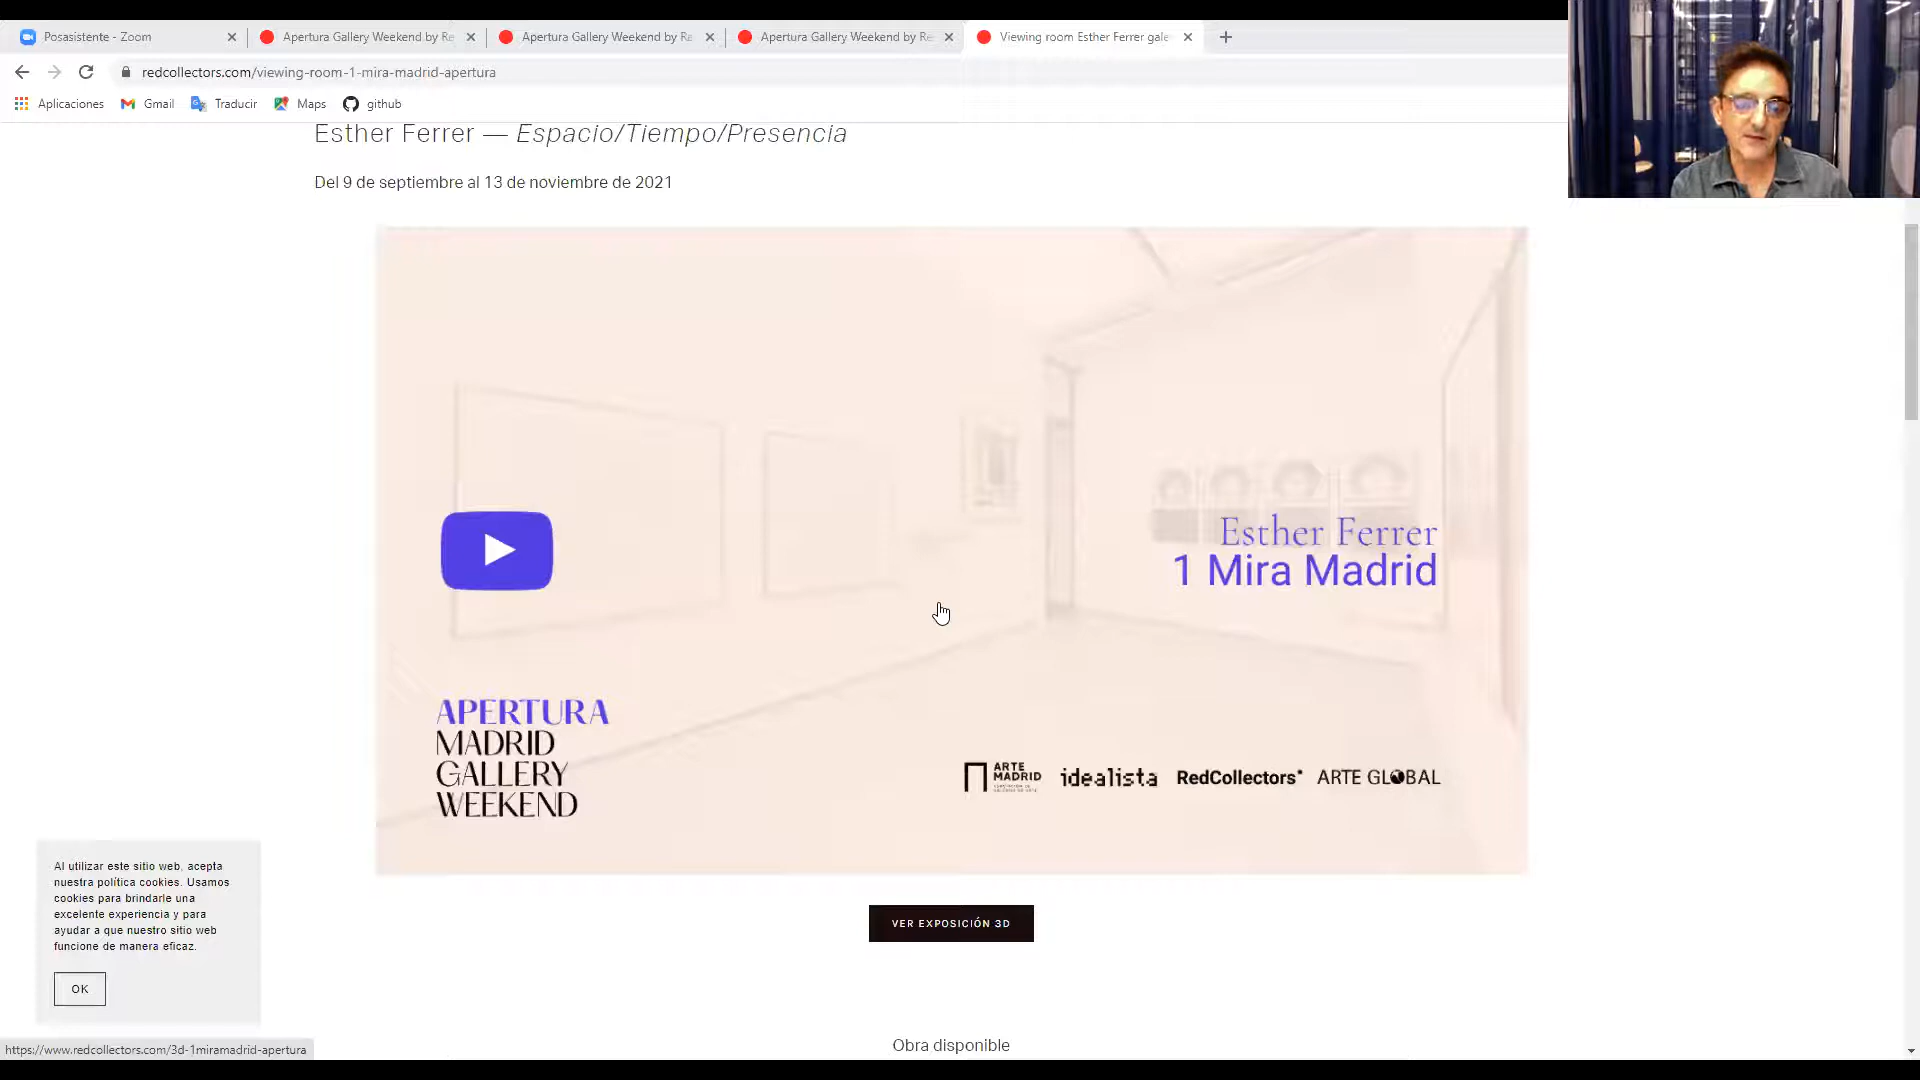 Posasistente - Zoom
Apertura Gallery Weekend by Re
Apertura Gallery Weekend by Re
Apertura Gallery Weekend by Re
Viewing room Esther Ferrer gale
redcollectors.com/viewing-room-1-mira-madrid-apertura
Aplicaciones
Gmail
Traducir
Maps
github
Esther Ferrer — Espacio/Tiempo/Presencia
Del 9 de septiembre al 13 de noviembre de 2021
Esther Ferrer
1 Mira Madrid
APERTURA
MADRID
GALLERY
WEEKEND
ARTE
MADRID
idealista
RedCollectors*
ARTE GLOBAL
Al utilizar este sitio web, acepta
nuestra política cookies. Usamos
cookies para brindarle una
excelente experiencia y para
ayudar a que nuestro sitio web
funcione de manera eficaz.
OK
VER EXPOSICIÓN 3D
Obra disponible
https://www.redcollectors.com/3d-1miramadrid-apertura